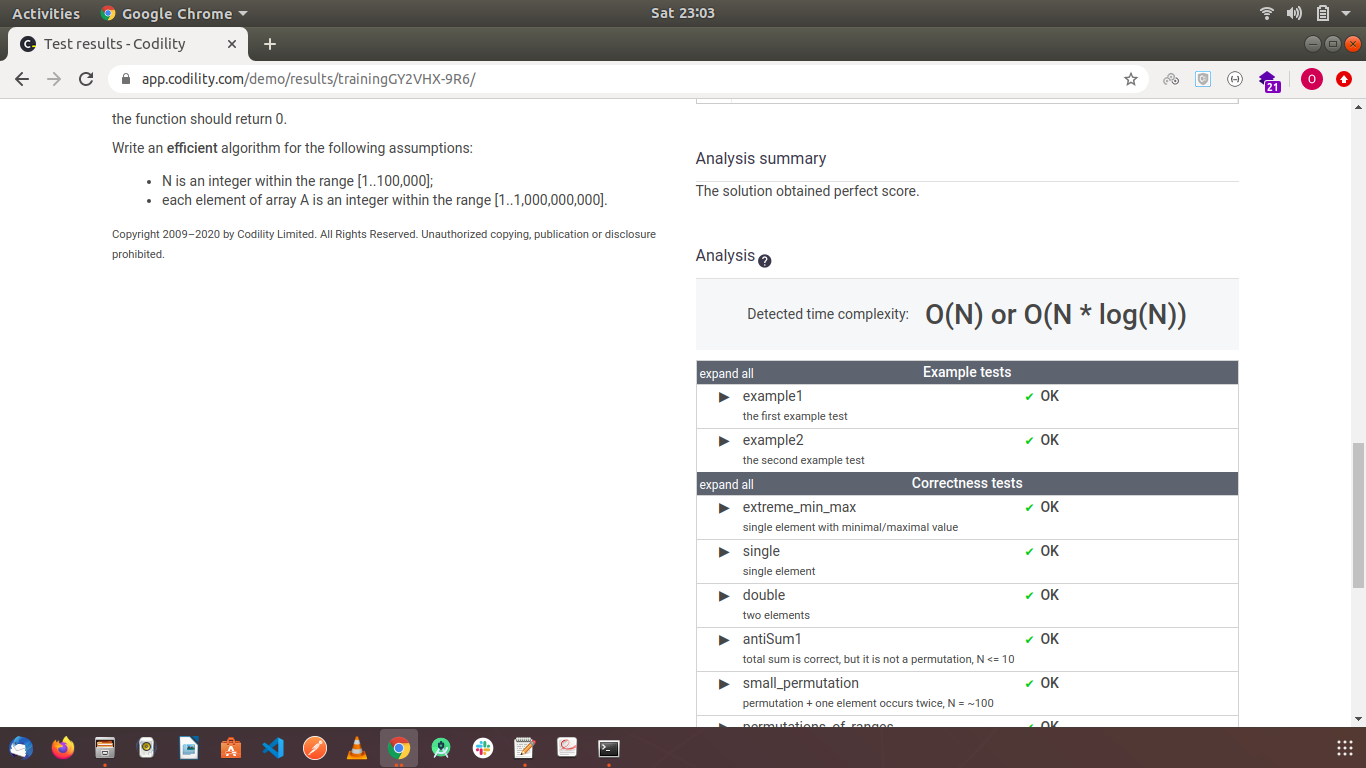 Activities
Google Chrome
Sat 23:03
Test results - Codility
app.codility.com/demo/results/trainingGY2VHX-9R6/
21
O
the function should return 0.
Write an efficient algorithm for the following assumptions:
• N is an integer within the range [1..100,000];
• each element of array A is an integer within the range [1..1,000,000,000].
Copyright 2009–2020 by Codility Limited. All Rights Reserved. Unauthorized copying, publication or disclosure
prohibited.
Analysis summary
The solution obtained perfect score.
Analysis ?
Detected time complexity: O(N) or O(N * log(N))
expand all Example tests
▶ example1 ✔ OK
the first example test
▶ example2 ✔ OK
the second example test
expand all Correctness tests
▶ extreme_min_max ✔ OK
single element with minimal/maximal value
▶ single ✔ OK
single element
▶ double ✔ OK
two elements
▶ antiSum1 ✔ OK
total sum is correct, but it is not a permutation, N <= 10
▶ small_permutation ✔ OK
permutation + one element occurs twice, N = ~100
▶ permutations_of_ranges ✔ OK